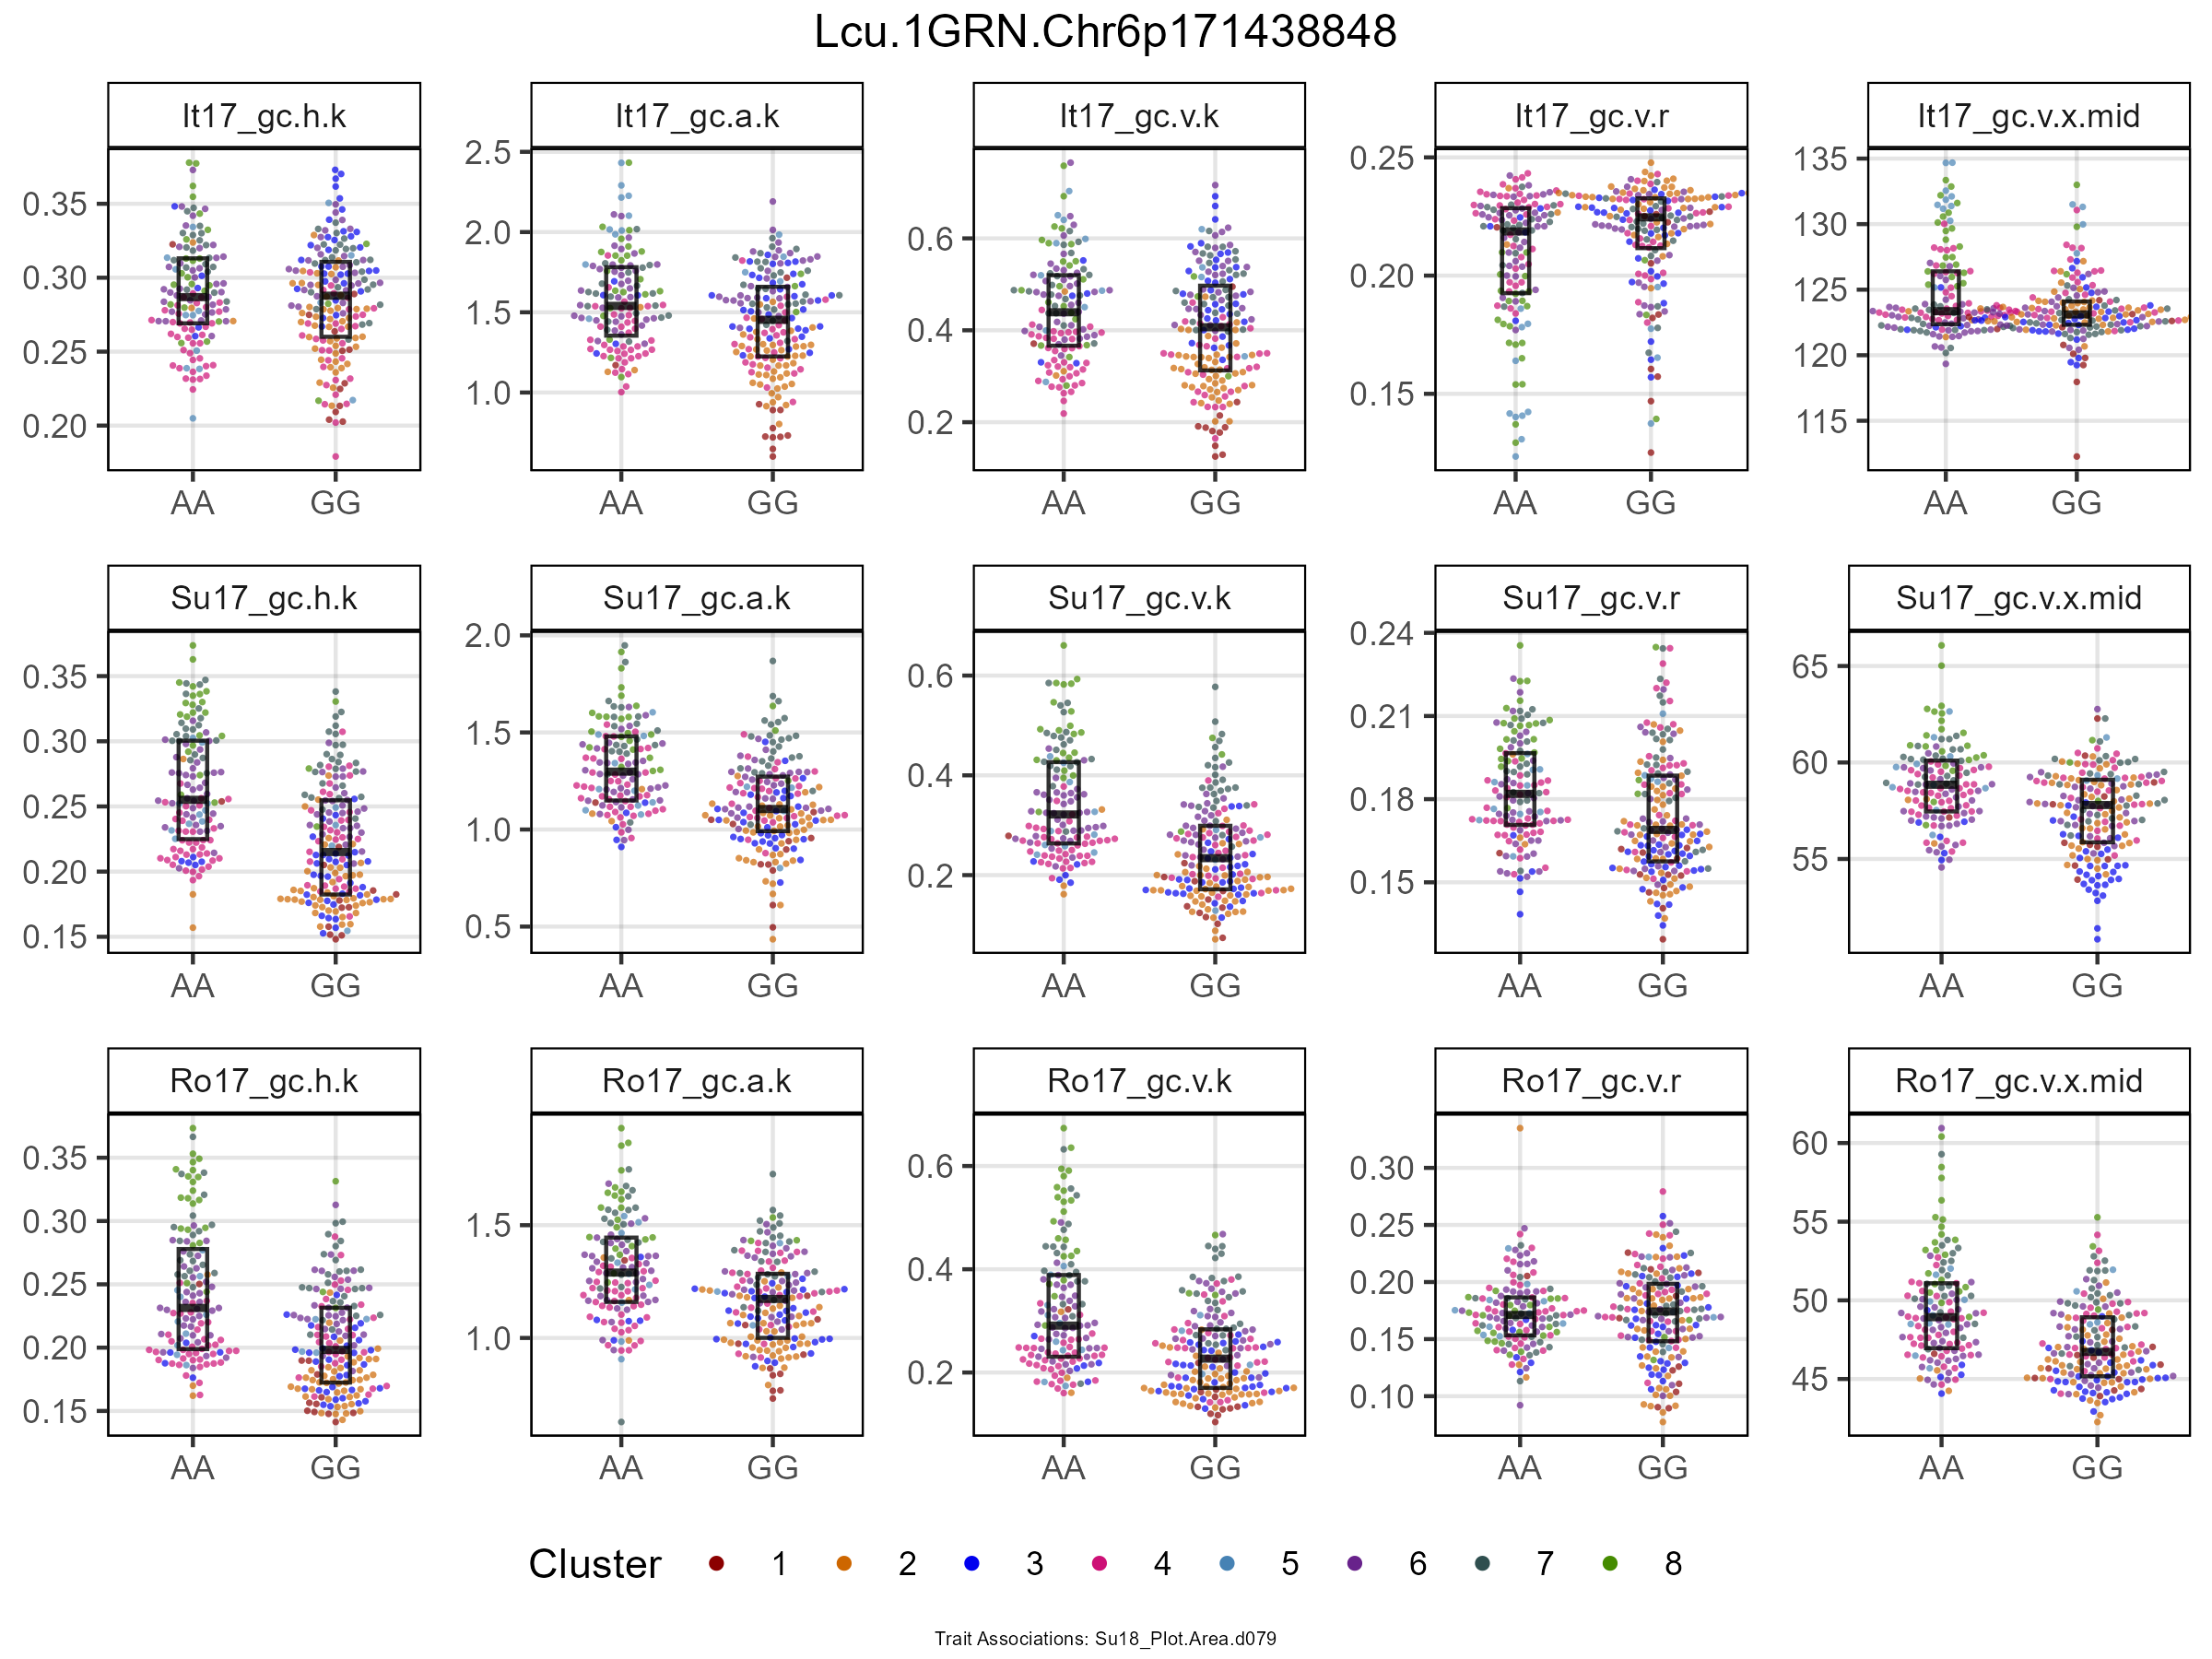 Lcu.1GRN.Chr6p171438848
It17_gc.h.k It17_gc.a.k It17_gc.v.k It17_gc.v.r It17_gc.v.x.mid
0.35 0.30 0.25 0.20
2.5 2.0 1.5 1.0
0.6 0.4 0.2
0.25 0.20 0.15
135 130 125 120 115
AA GG AA GG AA GG AA GG AA GG
Su17_gc.h.k Su17_gc.a.k Su17_gc.v.k Su17_gc.v.r Su17_gc.v.x.mid
0.35 0.30 0.25 0.20 0.15
2.0 1.5 1.0 0.5
0.6 0.4 0.2
0.24 0.21 0.18 0.15
65 60 55
AA GG AA GG AA GG AA GG AA GG
Ro17_gc.h.k Ro17_gc.a.k Ro17_gc.v.k Ro17_gc.v.r Ro17_gc.v.x.mid
0.35 0.30 0.25 0.20 0.15
1.5 1.0
0.6 0.4 0.2
0.30 0.25 0.20 0.15 0.10
60 55 50 45
AA GG AA GG AA GG AA GG AA GG
Cluster 1 2 3 4 5 6 7 8
Trait Associations: Su18_Plot.Area.d079